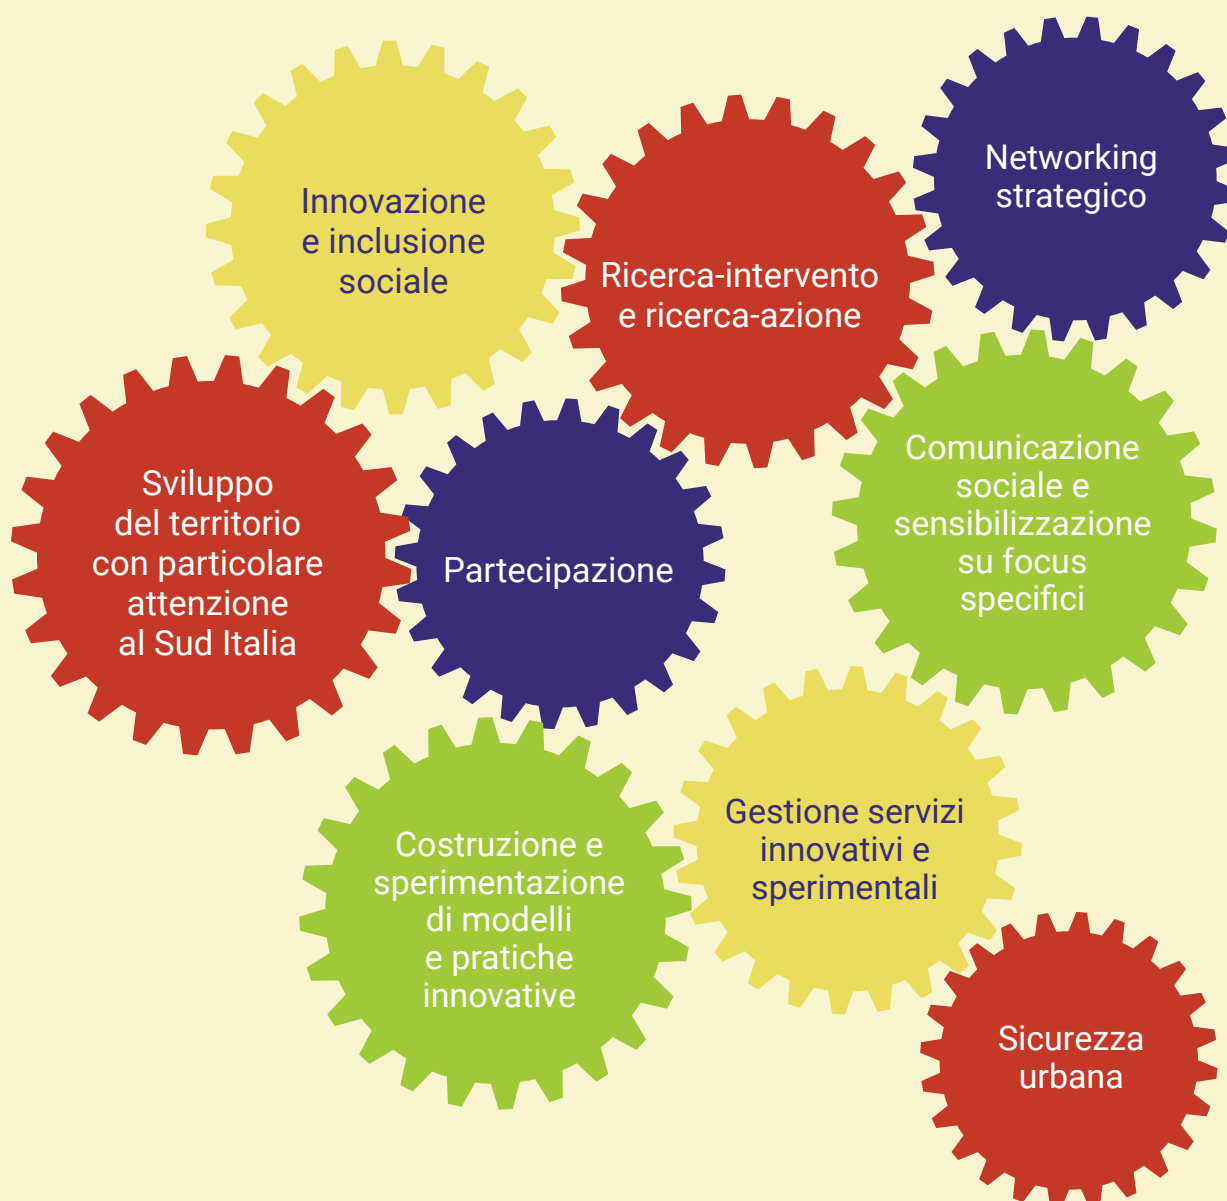 Innovazione
e inclusione
sociale
Ricerca-intervento
e ricerca-azione
Networking
strategico
Sviluppo
del territorio
con particolare
attenzione
al Sud Italia
Partecipazione
Comunicazione
sociale e
sensibilizzazione
su focus
specifici
Costruzione e
sperimentazione
di modelli
e pratiche
innovative
Gestione servizi
innovativi e
sperimentali
Sicurezza
urbana